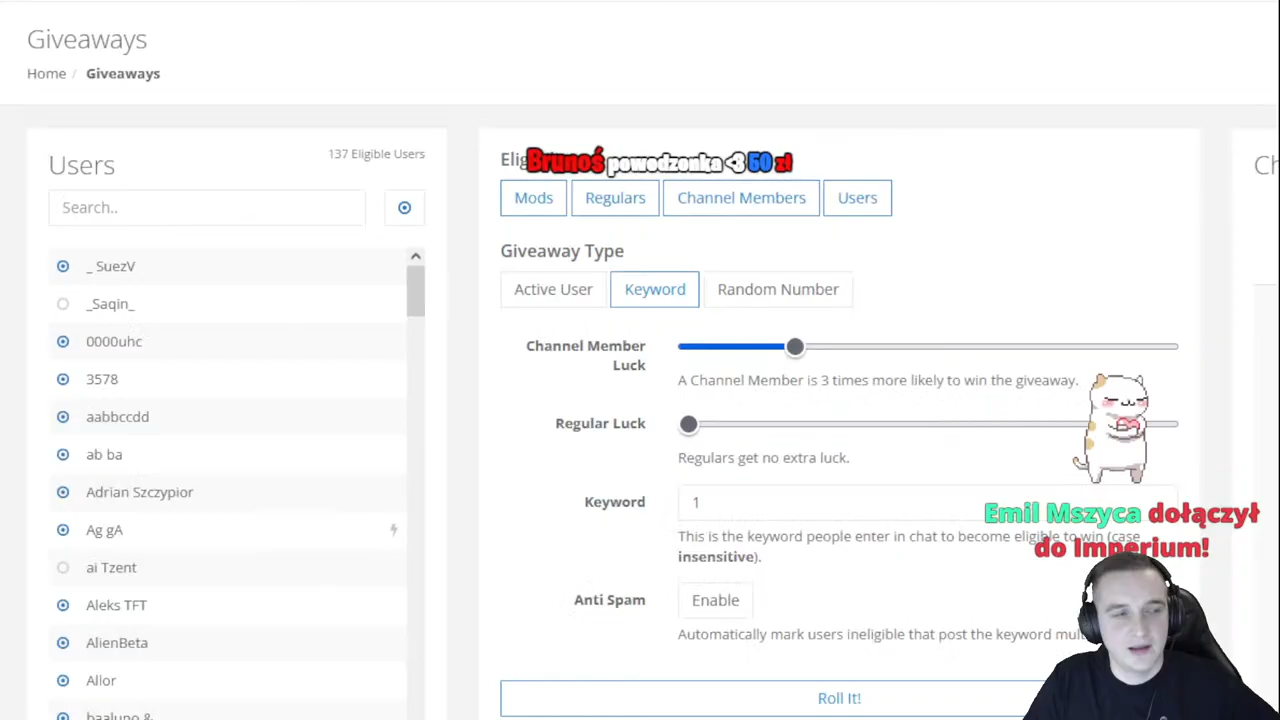 Giveaways
Home / Giveaways
Users
137 Eligible Users
Search..
_ SuezV
_Saqin_
0000uhc
3578
aabbccdd
ab ba
Adrian Szczypior
Ag gA
ai Tzent
Aleks TFT
AlienBeta
Allor
baaluno &
Brunoś powodzonka <3 50 zł
Mods
Regulars
Channel Members
Users
Giveaway Type
Active User
Keyword
Random Number
Channel Member
Luck
A Channel Member is 3 times more likely to win the giveaway.
Regular Luck
Regulars get no extra luck.
Keyword
1
This is the keyword people enter in chat to become eligible to win (case
insensitive).
Anti Spam
Enable
Automatically mark users ineligible that post the keyword
Roll It!
Emil Mszyca dołączył
do Imperium!